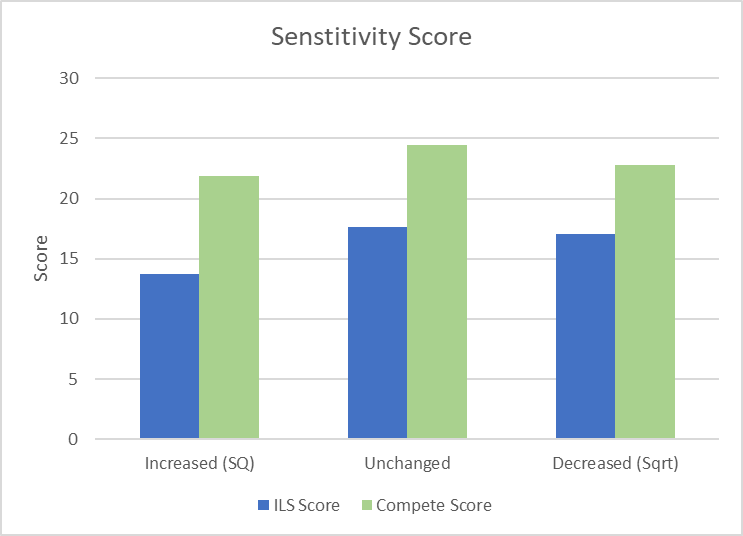 Senstitivity Score
30
25
20
15
10
5
0
Score
Increased (SQ) Unchanged Decreased (Sqrt)
ILS Score Compete Score